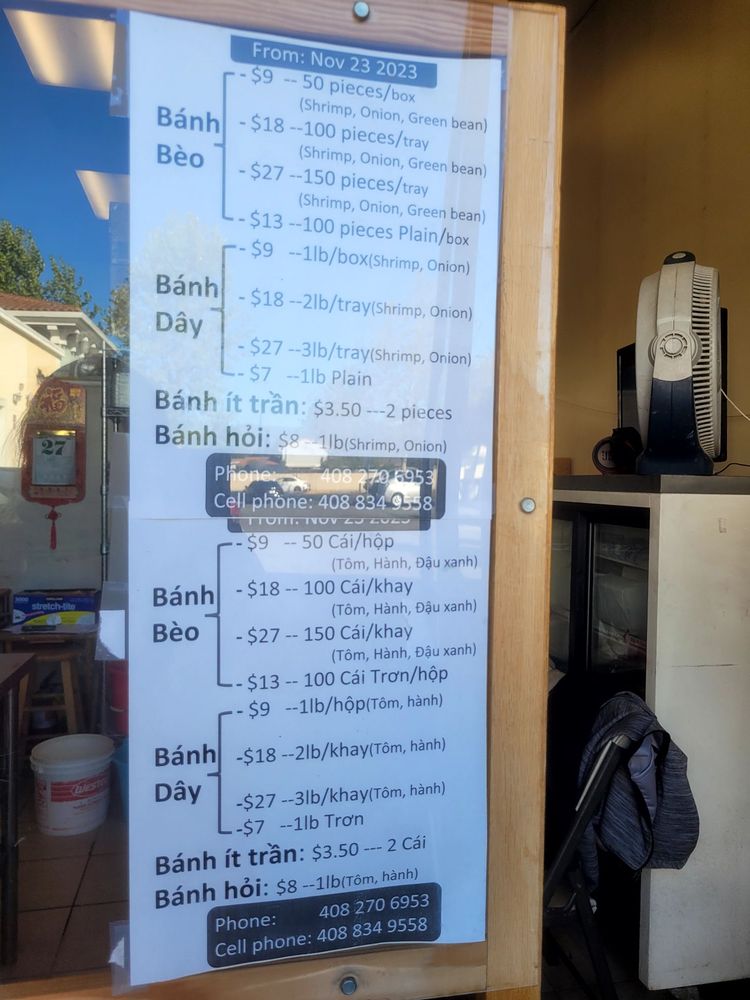 From: Nov 23 2023
Bánh Bèo
- $9 -- 50 pieces/box
(Shrimp, Onion, Green bean)
- $18 --100 pieces/tray
(Shrimp, Onion, Green bean)
- $27 --150 pieces/tray
(Shrimp, Onion, Green bean)
- $13 --100 pieces Plain/box
Bánh Dây
- $9 --1lb/box(Shrimp, Onion)
- $18 --2lb/tray(Shrimp, Onion)
- $27 --3lb/tray(Shrimp, Onion)
- $7 --1lb Plain
Bánh ít trần: $3.50 ---2 pieces
Bánh hỏi: $8 --1lb(Shrimp, Onion)
Phone: 408 270 6953
Cell phone: 408 834 9558
From: Nov 23 2023
Bánh Bèo
- $9 -- 50 Cái/hộp
(Tôm, Hành, Đậu xanh)
- $18 -- 100 Cái/khay
(Tôm, Hành, Đậu xanh)
- $27 -- 150 Cái/khay
(Tôm, Hành, Đậu xanh)
- $13 -- 100 Cái Trơn/hộp
Bánh Dây
- $9 --1lb/hộp(Tôm, hành)
-$18 --2lb/khay(Tôm, hành)
-$27 --3lb/khay(Tôm, hành)
-$7 --1lb Trơn
Bánh ít trần: $3.50 --- 2 Cái
Bánh hỏi: $8 --1lb(Tôm, hành)
Phone: 408 270 6953
Cell phone: 408 834 9558
27
stretch-tite